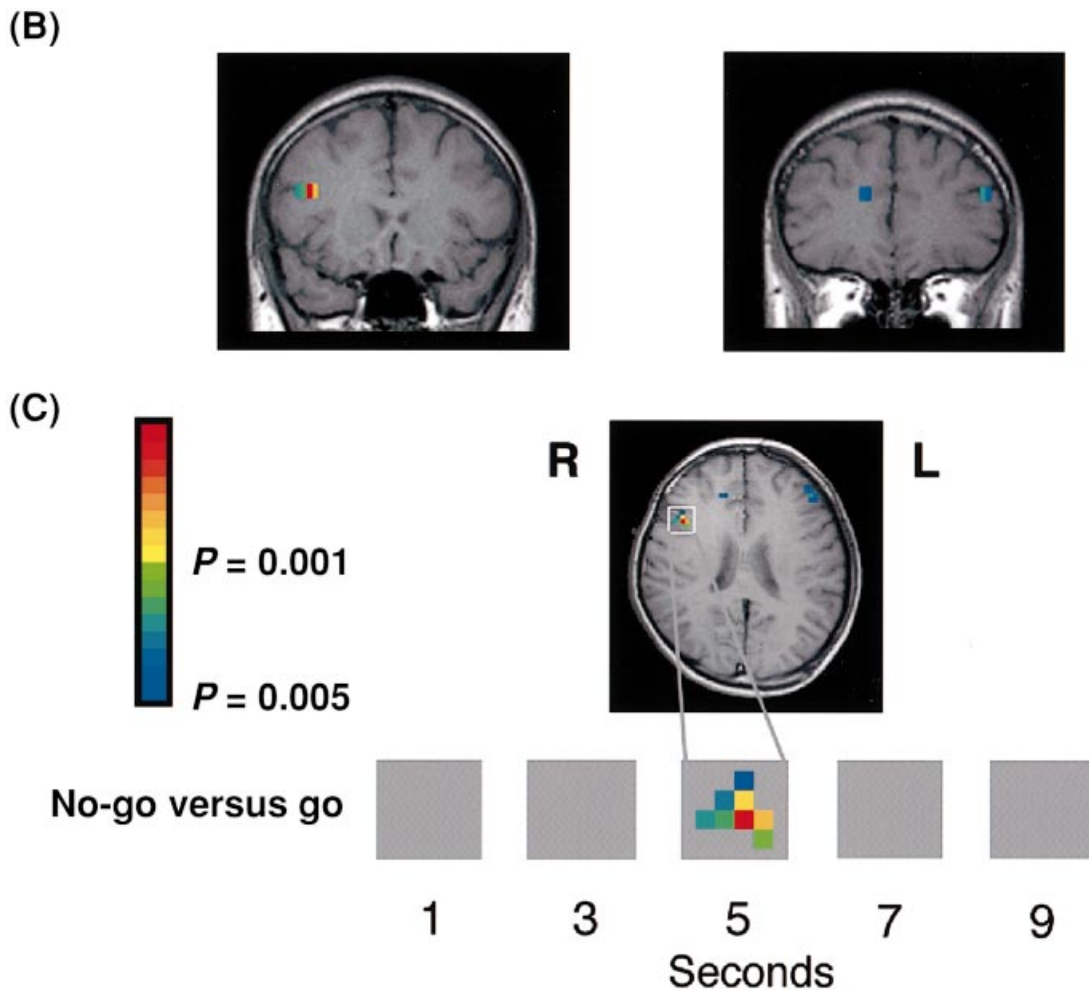 (B)
(C)
R L
P = 0.001
P = 0.005
No-go versus go
1 3 5 7 9
Seconds